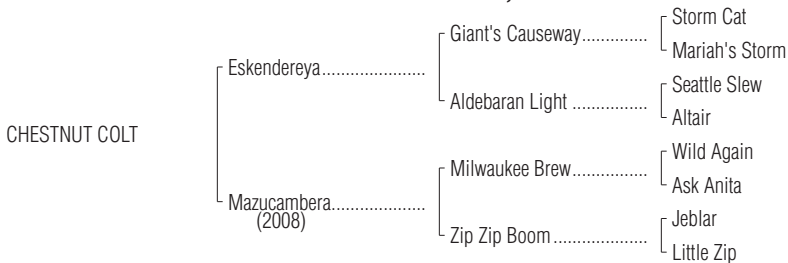 Storm Cat
Giant's Causeway..............
Mariah's Storm
Eskendereya......................
Seattle Slew
Aldebaran Light ................
Altair
CHESTNUT COLT
Wild Again
Milwaukee Brew................
Ask Anita
Mazucambera....................
(2008)
Jeblar
Zip Zip Boom....................
Little Zip